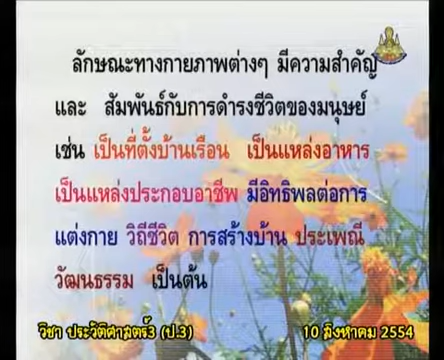 ลักษณะทางกายภาพต่างๆ มีความสำคัญ
และ สัมพันธ์กับการดำรงชีวิตของมนุษย์
เช่น เป็นที่ตั้งบ้านเรือน เป็นแหล่งอาหาร
เป็นแหล่งประกอบอาชีพ มีอิทธิพลต่อการ
แต่งกาย วิถีชีวิต การสร้างบ้าน ประเพณี
วัฒนธรรม เป็นต้น
วิชา ประวัติศาสตร์3 (ป.3) 10 สิงหาคม 2554